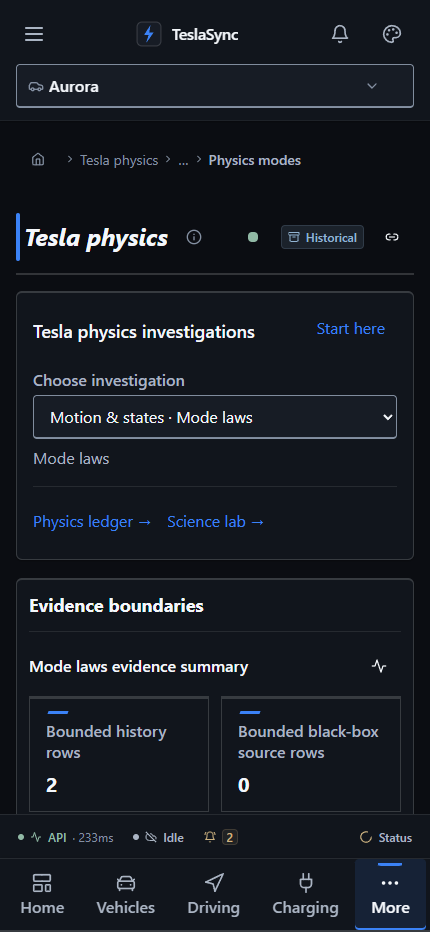 TeslaSync
Aurora
Tesla physics
...
Physics modes
Tesla physics
Historical
Tesla physics investigations
Start here
Choose investigation
Motion & states · Mode laws
Mode laws
Physics ledger →
Science lab →
Evidence boundaries
Mode laws evidence summary
Bounded history
rows
2
Bounded black-box
source rows
0
API · 233ms
Idle
2
Status
Home
Vehicles
Driving
Charging
More